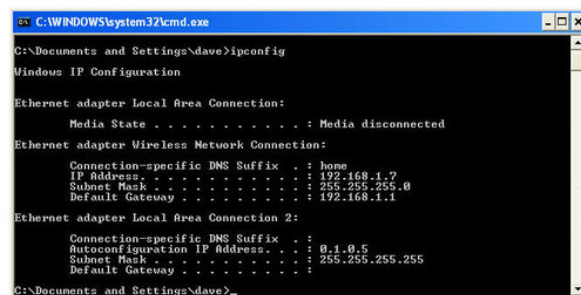 C:\WINDOWS\system32\cmd.exe
C:\Documents and Settings\dave>ipconfig
Windows IP Configuration
Ethernet adapter Local Area Connection:
Media State . . . . . . . . . . . : Media disconnected
Ethernet adapter Wireless Network Connection:
Connection-specific DNS Suffix . : home
IP Address. . . . . . . . . . . . : 192.168.1.7
Subnet Mask . . . . . . . . . . . : 255.255.255.0
Default Gateway . . . . . . . . . : 192.168.1.1
Ethernet adapter Local Area Connection 2:
Connection-specific DNS Suffix . :
Autoconfiguration IP Address. . . : 0.1.0.5
Subnet Mask . . . . . . . . . . . : 255.255.255.255
Default Gateway . . . . . . . . . :
C:\Documents and Settings\dave>_